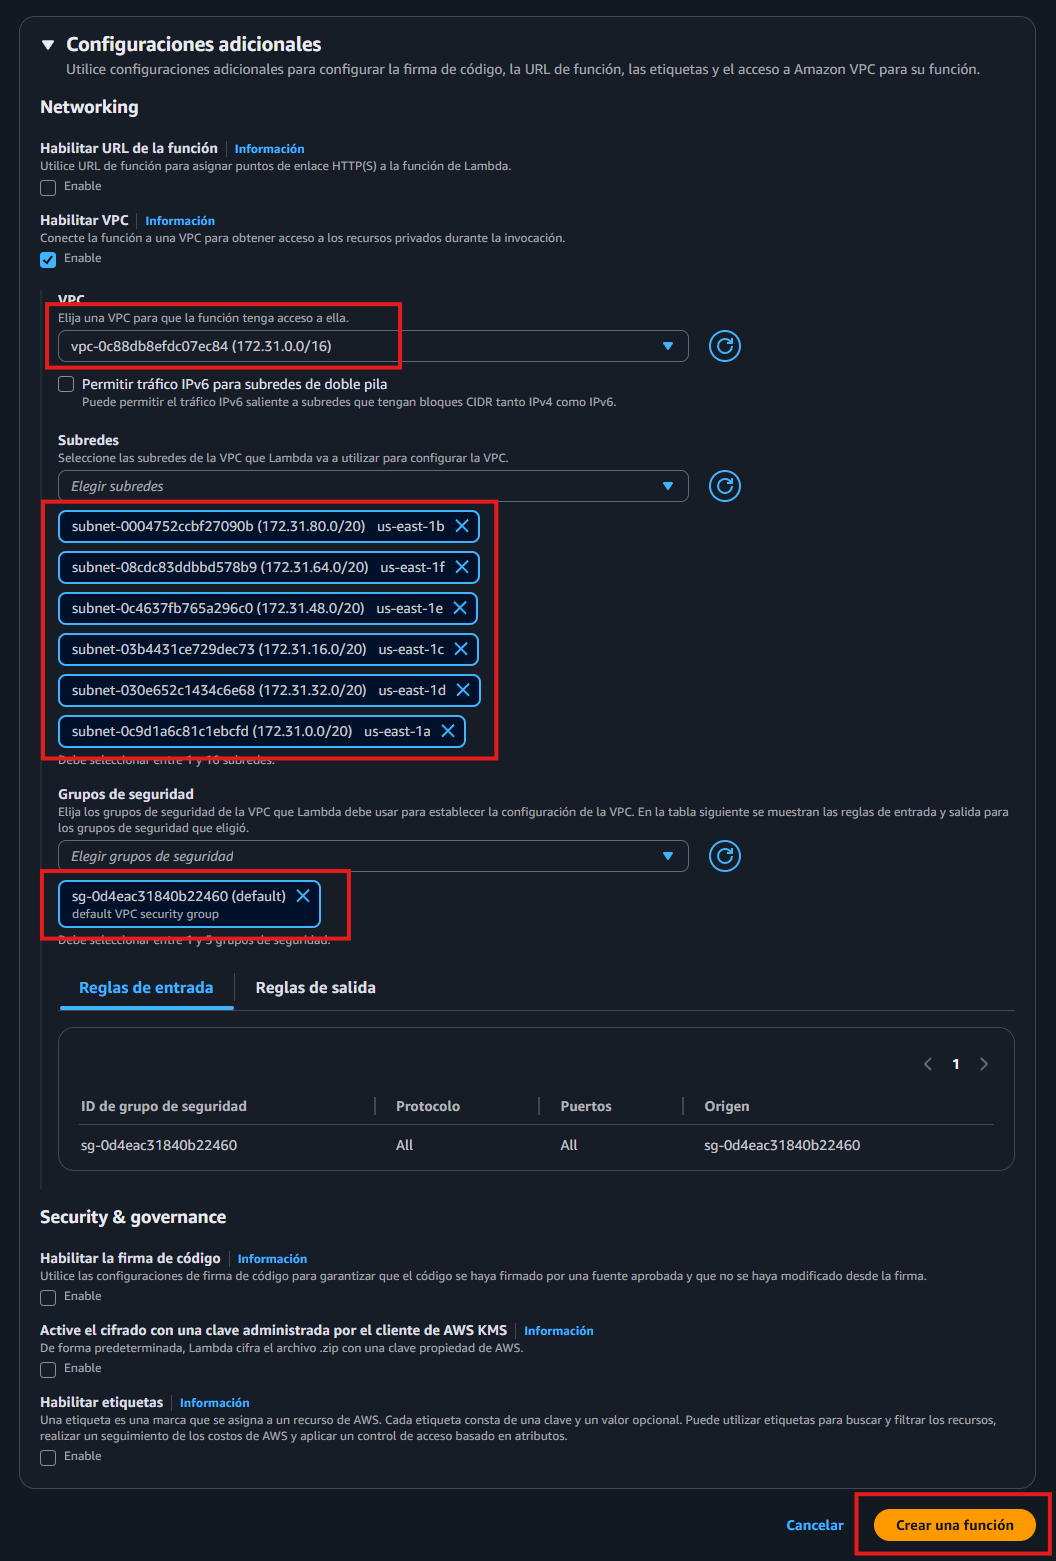 Configuraciones adicionales
Utilice configuraciones adicionales para configurar la firma de código, la URL de función, las etiquetas y el acceso a Amazon VPC para su función.
Networking
Habilitar URL de la función Información
Utilice URL de función para asignar puntos de enlace HTTP(S) a la función de Lambda.
Enable
Habilitar VPC Información
Conecte la función a una VPC para obtener acceso a los recursos privados durante la invocación.
Enable
VPC
Elija una VPC para que la función tenga acceso a ella.
vpc-0c88db8efdc07ec84 (172.31.0.0/16)
Permitir tráfico IPv6 para subredes de doble pila
Puede permitir el tráfico IPv6 saliente a subredes que tengan bloques CIDR tanto IPv4 como IPv6.
Subredes
Seleccione las subredes de la VPC que Lambda va a utilizar para configurar la VPC.
Elegir subredes
subnet-0004752ccbf27090b (172.31.80.0/20) us-east-1b
subnet-08cdc83ddbbd578b9 (172.31.64.0/20) us-east-1f
subnet-0c4637fb765a296c0 (172.31.48.0/20) us-east-1e
subnet-03b4431ce729dec73 (172.31.16.0/20) us-east-1c
subnet-030e652c1434c6e68 (172.31.32.0/20) us-east-1d
subnet-0c9d1a6c81c1ebcfd (172.31.0.0/20) us-east-1a
Debe seleccionar entre 1 y 16 subredes.
Grupos de seguridad
Elija los grupos de seguridad de la VPC que Lambda debe usar para establecer la configuración de la VPC. En la tabla siguiente se muestran las reglas de entrada y salida para
los grupos de seguridad que eligió.
Elegir grupos de seguridad
sg-0d4eac31840b22460 (default)
default VPC security group
Debe seleccionar entre 1 y 5 grupos de seguridad.
Reglas de entrada Reglas de salida
1
ID de grupo de seguridad Protocolo Puertos Origen
sg-0d4eac31840b22460 All All sg-0d4eac31840b22460
Security & governance
Habilitar la firma de código Información
Utilice las configuraciones de firma de código para garantizar que el código se haya firmado por una fuente aprobada y que no se haya modificado desde la firma.
Enable
Active el cifrado con una clave administrada por el cliente de AWS KMS Información
De forma predeterminada, Lambda cifra el archivo .zip con una clave propiedad de AWS.
Enable
Habilitar etiquetas Información
Una etiqueta es una marca que se asigna a un recurso de AWS. Cada etiqueta consta de una clave y un valor opcional. Puede utilizar etiquetas para buscar y filtrar los recursos,
realizar un seguimiento de los costos de AWS y aplicar un control de acceso basado en atributos.
Enable
Cancelar Crear una función